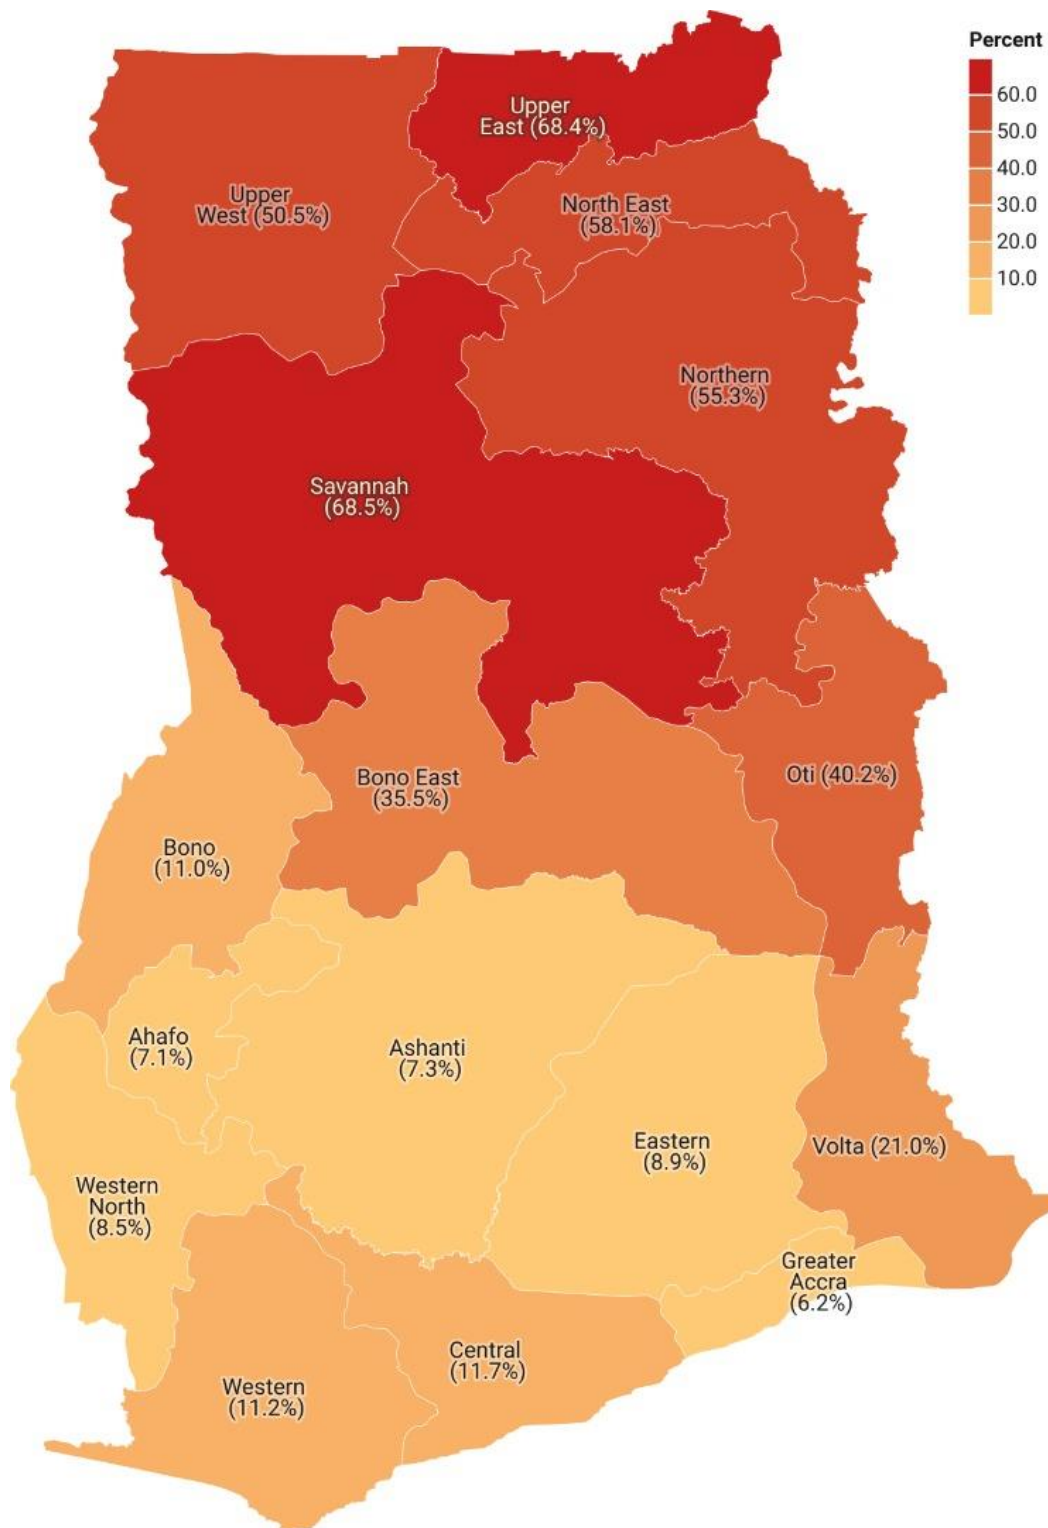 Percent
60.0
50.0
40.0
30.0
20.0
10.0
Upper
East (68.4%)
Upper
West (50.5%)
North East
(58.1%)
Northern
(55.3%)
Savannah
(68.5%)
Bono East
(35.5%)
Oti (40.2%)
Bono
(11.0%)
Ahafo
(7.1%)
Ashanti
(7.3%)
Eastern
(8.9%)
Volta (21.0%)
Western
North
(8.5%)
Greater
Accra
(6.2%)
Central
(11.7%)
Western
(11.2%)